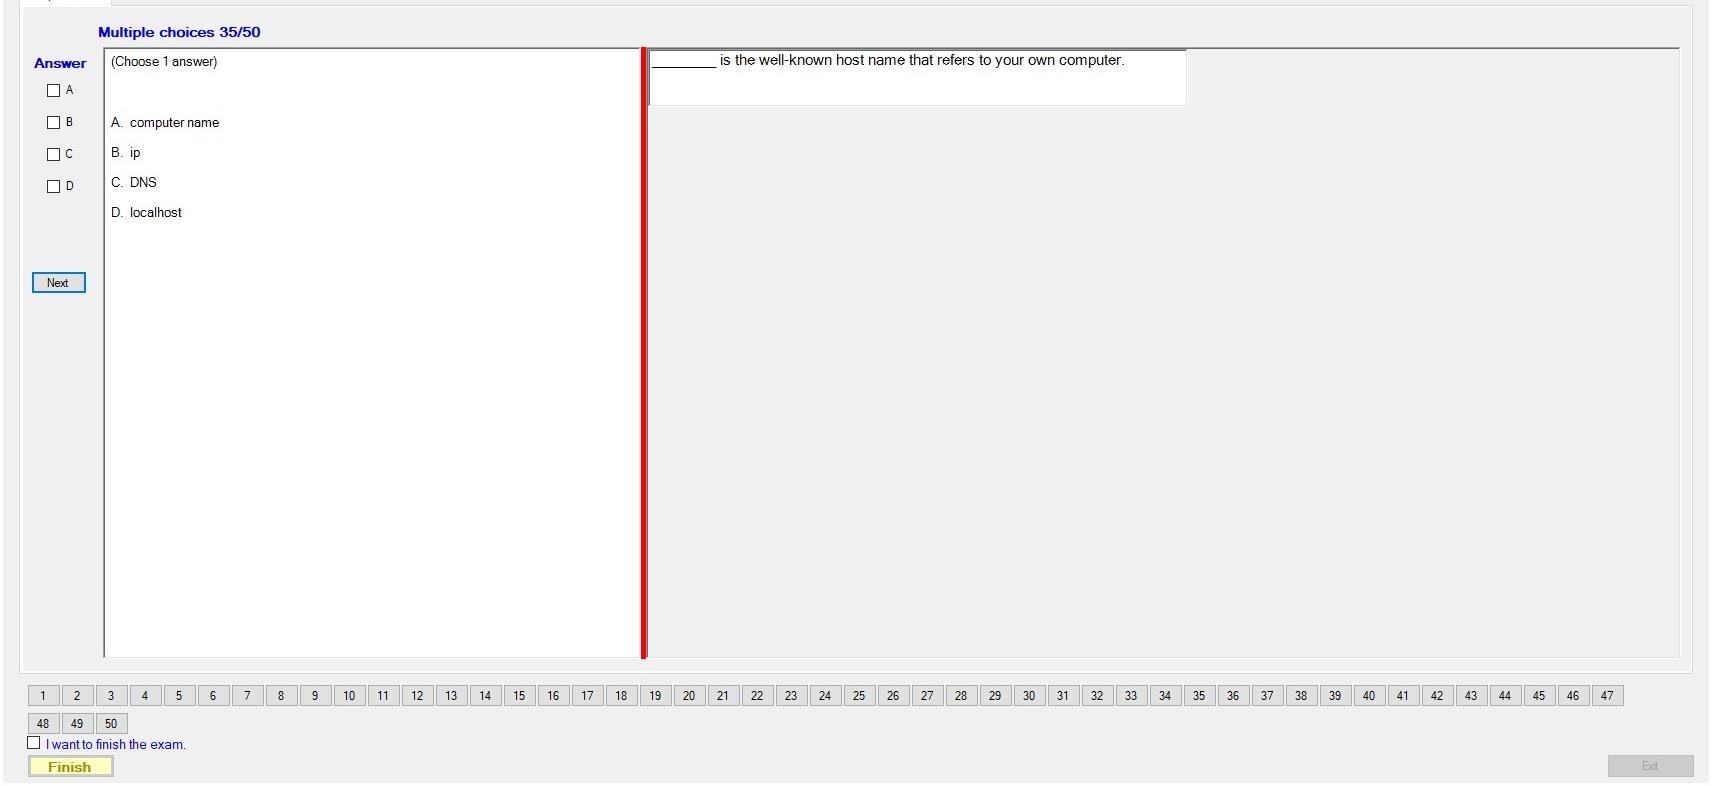 Multiple choices 35/50
Answer
A
B
C
D
Next
(Choose 1 answer)
A. computer name
B. ip
C. DNS
D. localhost
________ is the well-known host name that refers to your own computer.
1 2 3 4 5 6 7 8 9 10 11 12 13 14 15 16 17 18 19 20 21 22 23 24 25 26 27 28 29 30 31 32 33 34 35 36 37 38 39 40 41 42 43 44 45 46 47
48 49 50
I want to finish the exam.
Finish
Exit